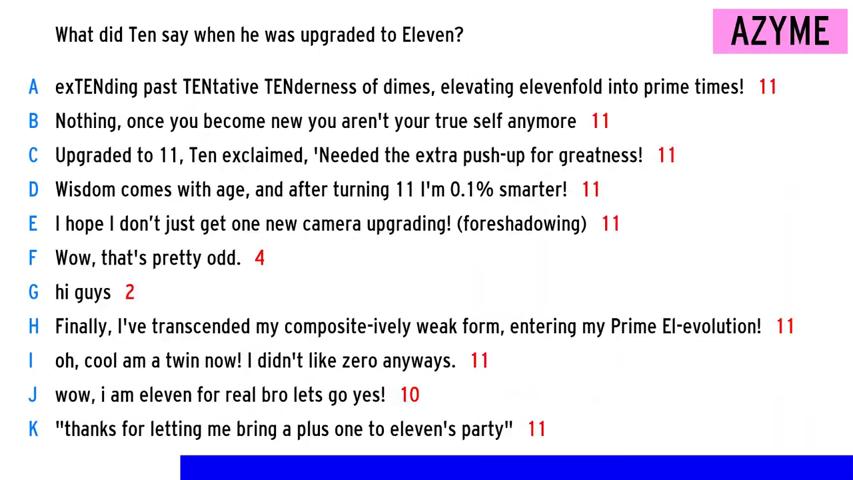 What did Ten say when he was upgraded to Eleven?
AZYME
A exTENding past TENtative TENderness of dimes, elevating elevenfold into prime times! 11
B Nothing, once you become new you aren't your true self anymore 11
C Upgraded to 11, Ten exclaimed, 'Needed the extra push-up for greatness! 11
D Wisdom comes with age, and after turning 11 I'm 0.1% smarter! 11
E I hope I don’t just get one new camera upgrading! (foreshadowing) 11
F Wow, that's pretty odd. 4
G hi guys 2
H Finally, I've transcended my composite-ively weak form, entering my Prime El-evolution! 11
I oh, cool am a twin now! I didn't like zero anyways. 11
J wow, i am eleven for real bro lets go yes! 10
K "thanks for letting me bring a plus one to eleven's party" 11